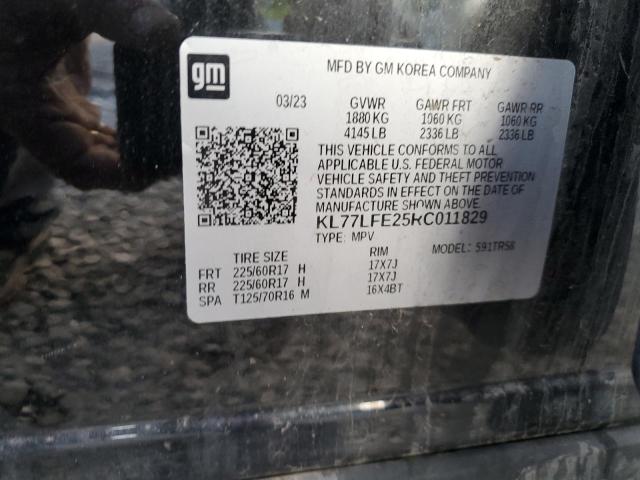 gm
MFD BY GM KOREA COMPANY
03/23 GVWR GAWR FRT GAWR RR
1880 KG 1060 KG 1060 KG
4145 LB 2336 LB 2336 LB
THIS VEHICLE CONFORMS TO ALL
APPLICABLE U.S. FEDERAL MOTOR
VEHICLE SAFETY AND THEFT PREVENTION
STANDARDS IN EFFECT ON THE DATE OF
MANUFACTURE SHOWN ABOVE.
KL77LFE25RC011829
TYPE: MPV MODEL: 591TR58
TIRE SIZE RIM
FRT 225/60R17 H 17X7J
RR 225/60R17 H 17X7J
SPA T125/70R16 M 16X4BT